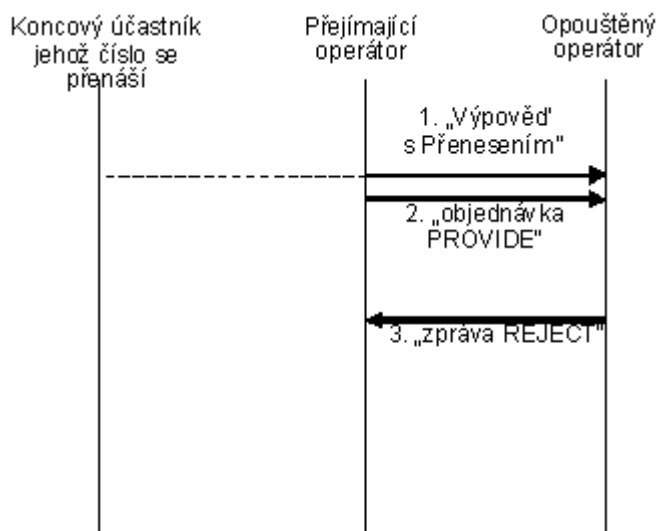 Koncový účastník
jehož číslo se
přenáší
Přejímající
operátor
Opouštěný
operátor
1. „Výpověď
s Přenesením"
2. „objednávka
PROVIDE"
3. „zpráva REJECT"